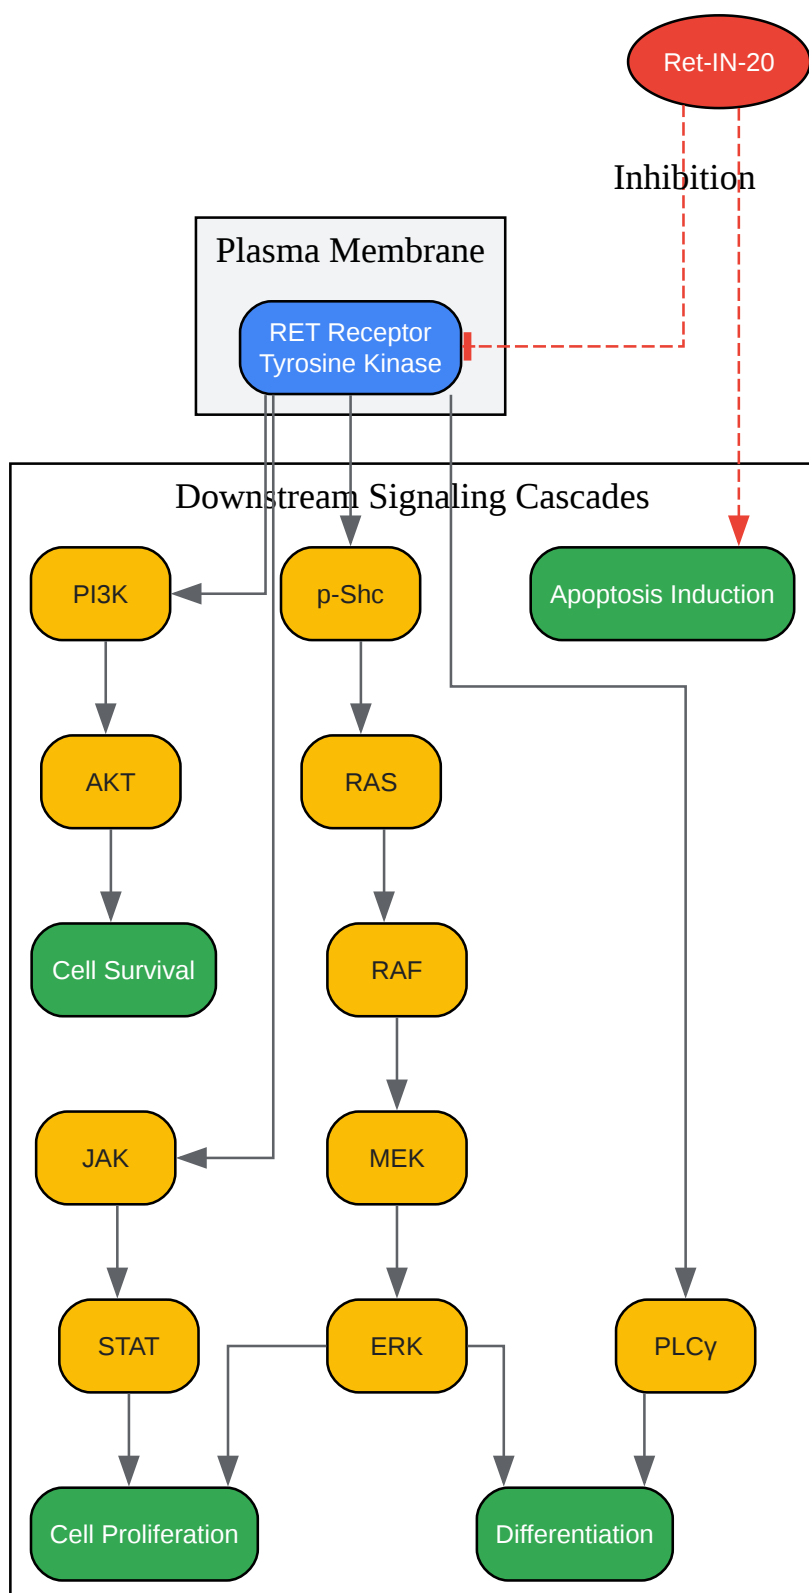 Ret-IN-20
Inhibition
Plasma Membrane
RET Receptor
Tyrosine Kinase
Downstream Signaling Cascades
PI3K
p-Shc
Apoptosis Induction
AKT
RAS
Cell Survival
RAF
JAK
MEK
STAT
ERK
PLCγ
Cell Proliferation
Differentiation